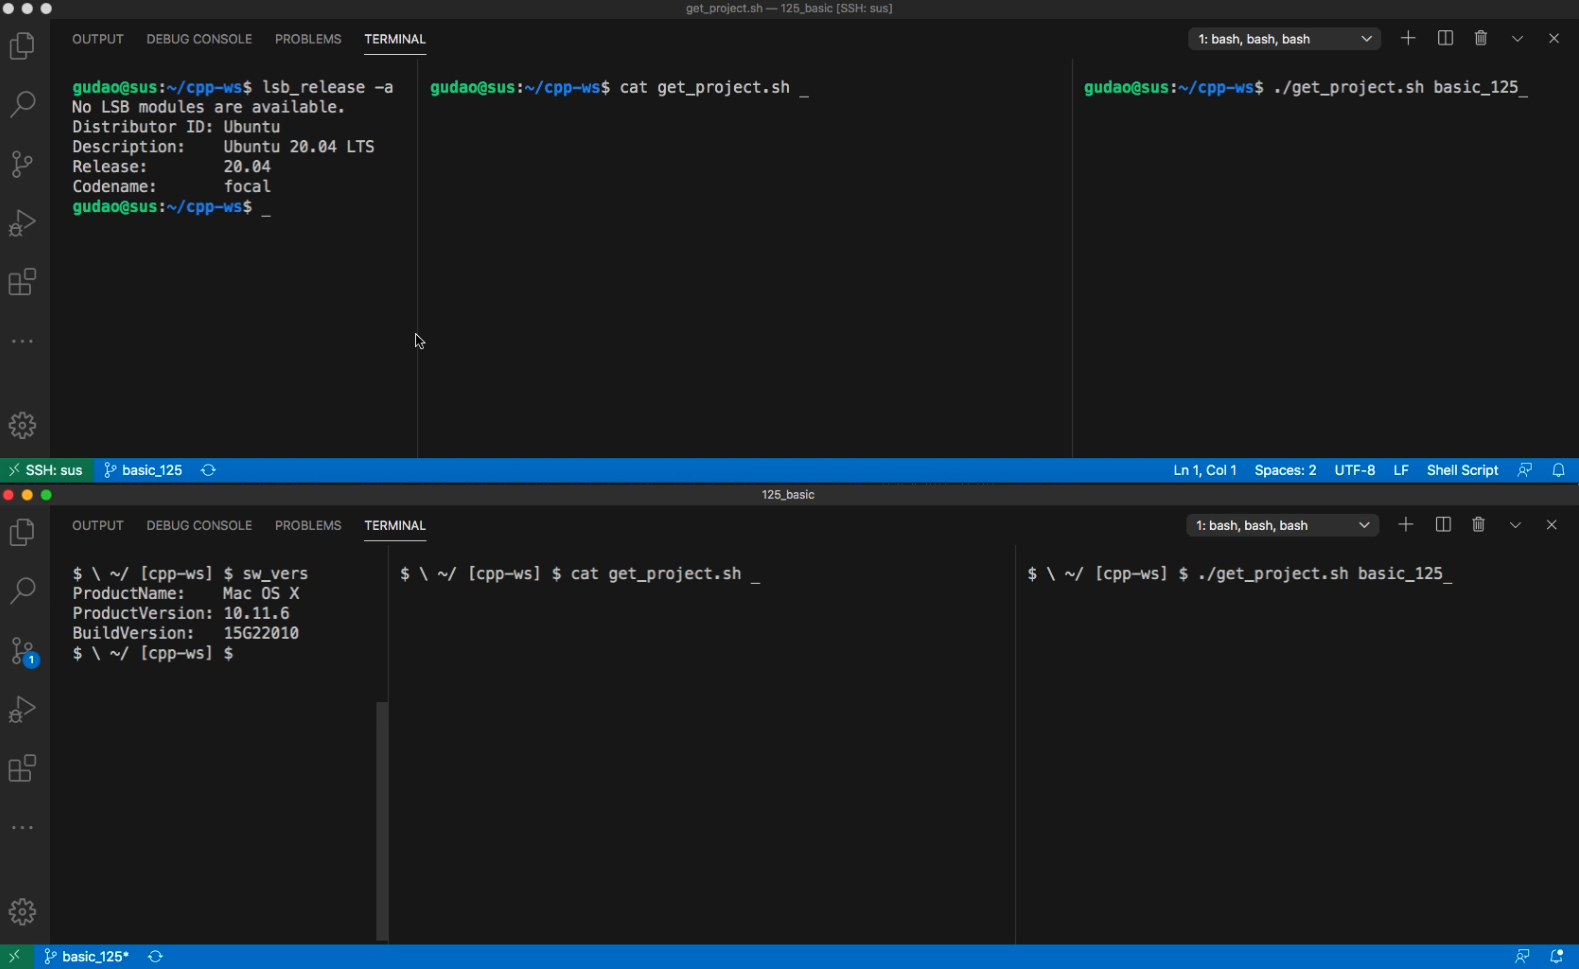 get_project.sh — 125_basic [SSH: sus]
OUTPUT DEBUG CONSOLE PROBLEMS TERMINAL 1: bash, bash, bash
gudao@sus:~/cpp-ws$ lsb_release -a
No LSB modules are available.
Distributor ID: Ubuntu
Description: Ubuntu 20.04 LTS
Release: 20.04
Codename: focal
gudao@sus:~/cpp-ws$ _
gudao@sus:~/cpp-ws$ cat get_project.sh _
gudao@sus:~/cpp-ws$ ./get_project.sh basic_125_
SSH: sus basic_125 Ln 1, Col 1 Spaces: 2 UTF-8 LF Shell Script
125_basic
OUTPUT DEBUG CONSOLE PROBLEMS TERMINAL 1: bash, bash, bash
$ \ ~/ [cpp-ws] $ sw_vers
ProductName: Mac OS X
ProductVersion: 10.11.6
BuildVersion: 15G22010
$ \ ~/ [cpp-ws] $
$ \ ~/ [cpp-ws] $ cat get_project.sh _
$ \ ~/ [cpp-ws] $ ./get_project.sh basic_125_
1
basic_125*